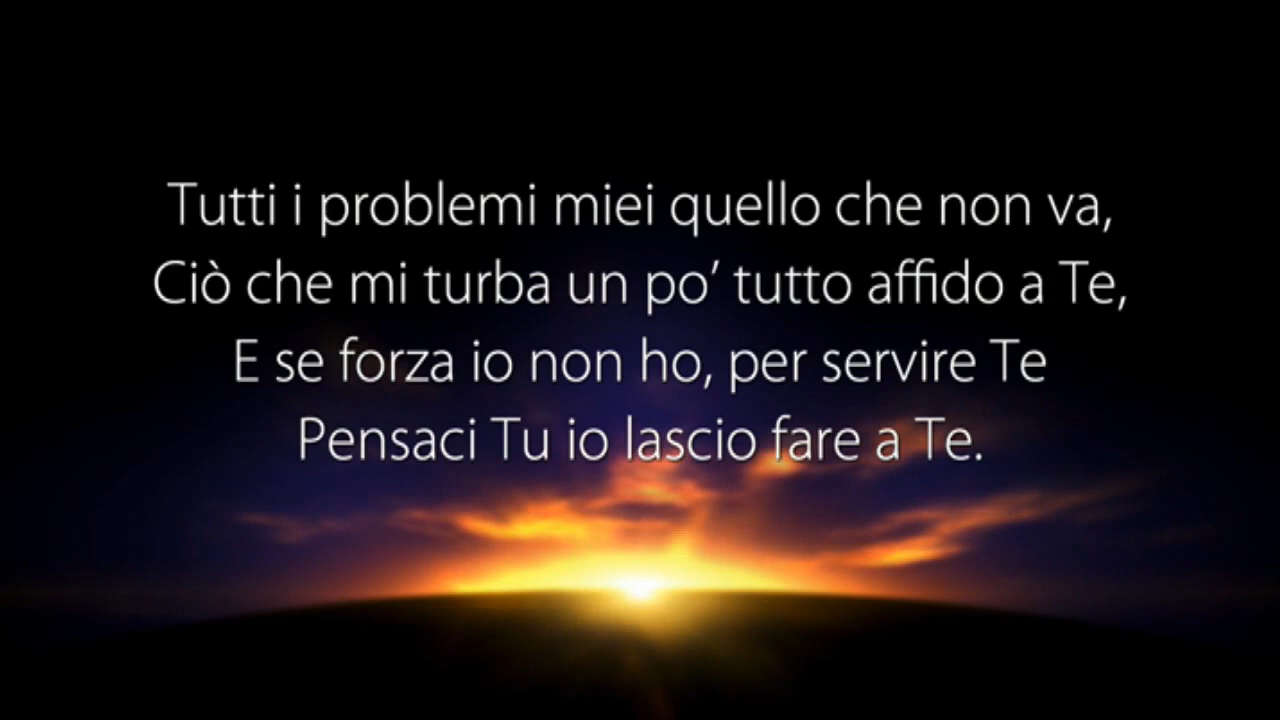 Tutti i problemi miei quello che non va,
Ciò che mi turba un po’ tutto affido a Te,
E se forza io non ho, per servire Te
Pensaci Tu io lascio fare a Te.